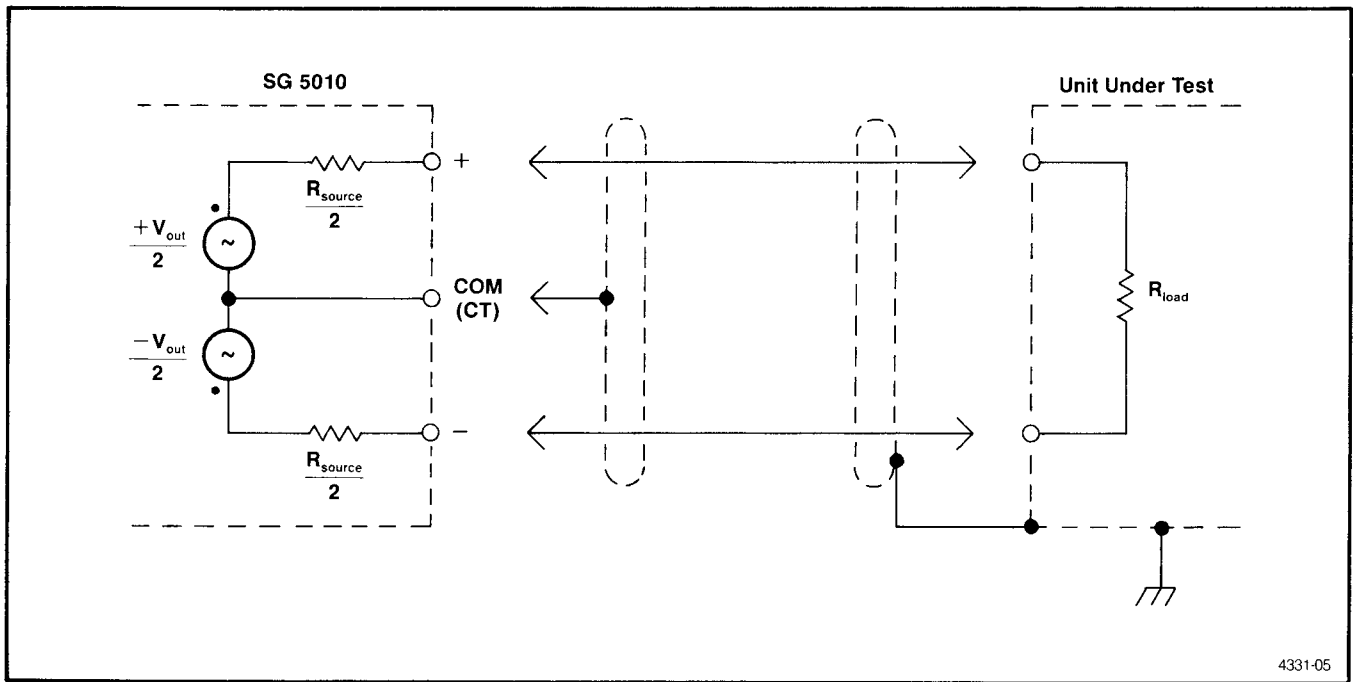 SG 5010
Unit Under Test
+
R source
2
+ V out
2
~
COM
(CT)
R load
− V out
2
~
−
R source
2
4331-05